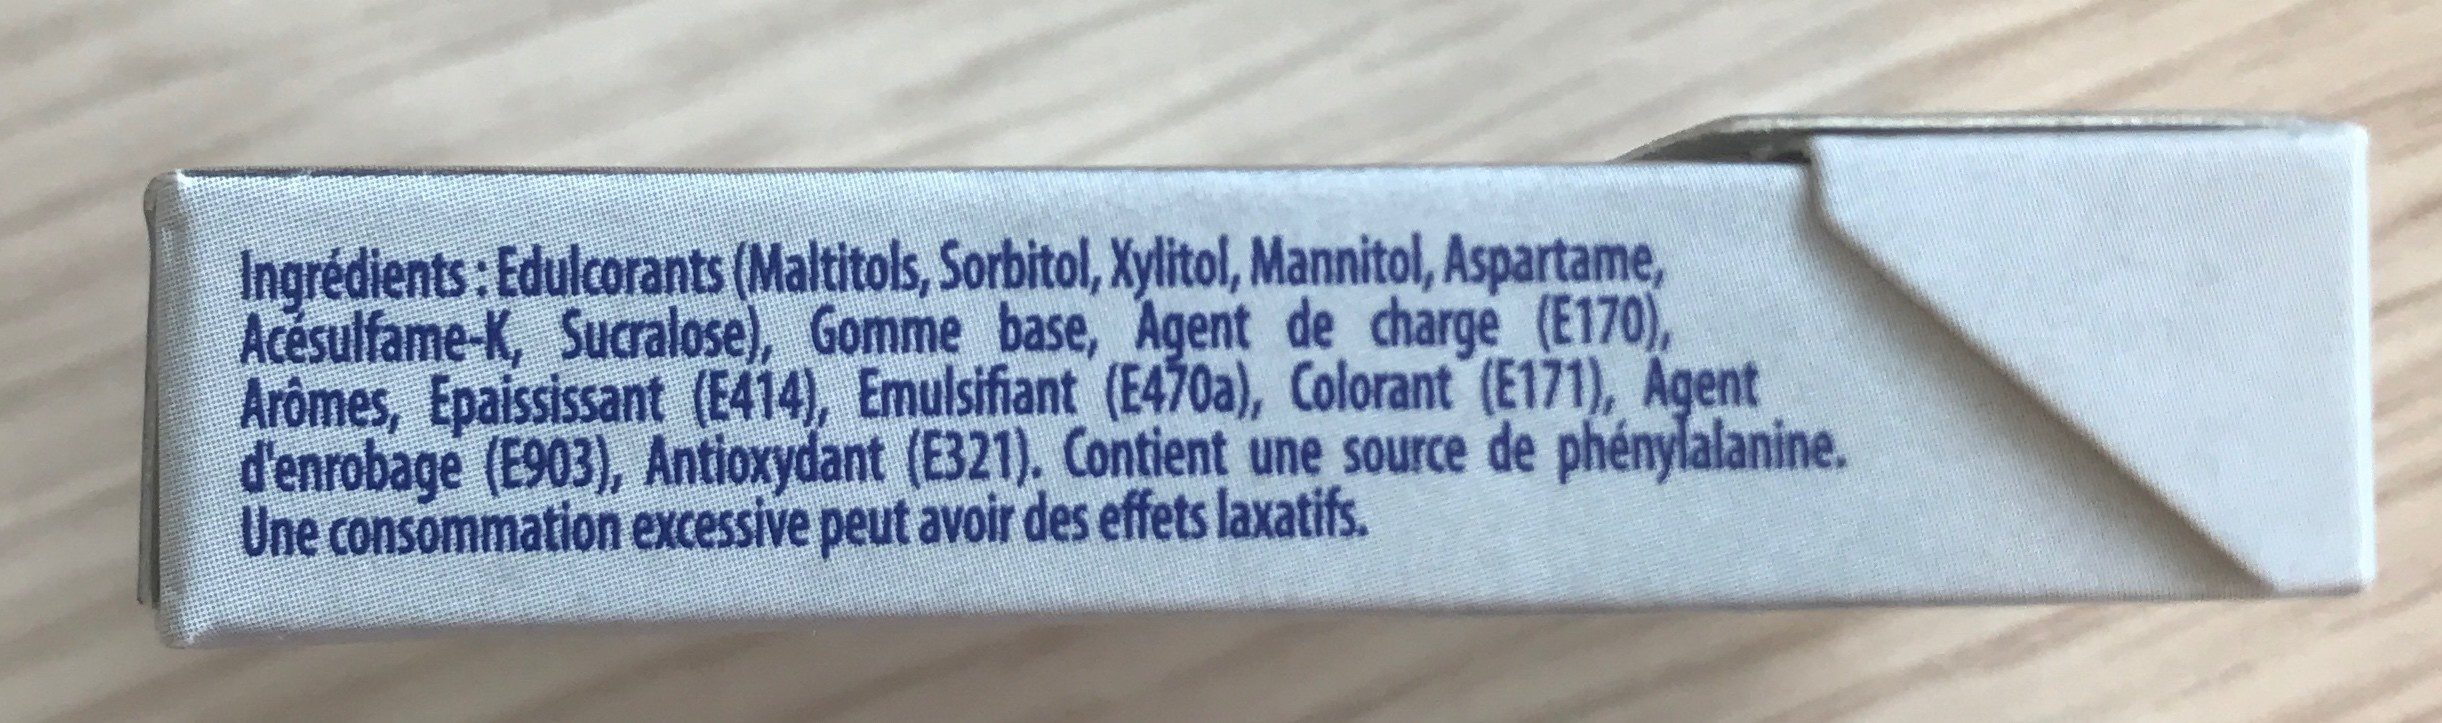 Ingrédients : Edulcorants (Maltitols, Sorbitol, Xylitol, Mannitol, Aspartame,
Acésulfame-K, Sucralose), Gomme base, Agent de charge (E170),
Arômes, Epaississant (E414), Emulsifiant (E470a), Colorant (E171), Agent
d'enrobage (E903), Antioxydant (E321). Contient une source de phénylalanine.
Une consommation excessive peut avoir des effets laxatifs.